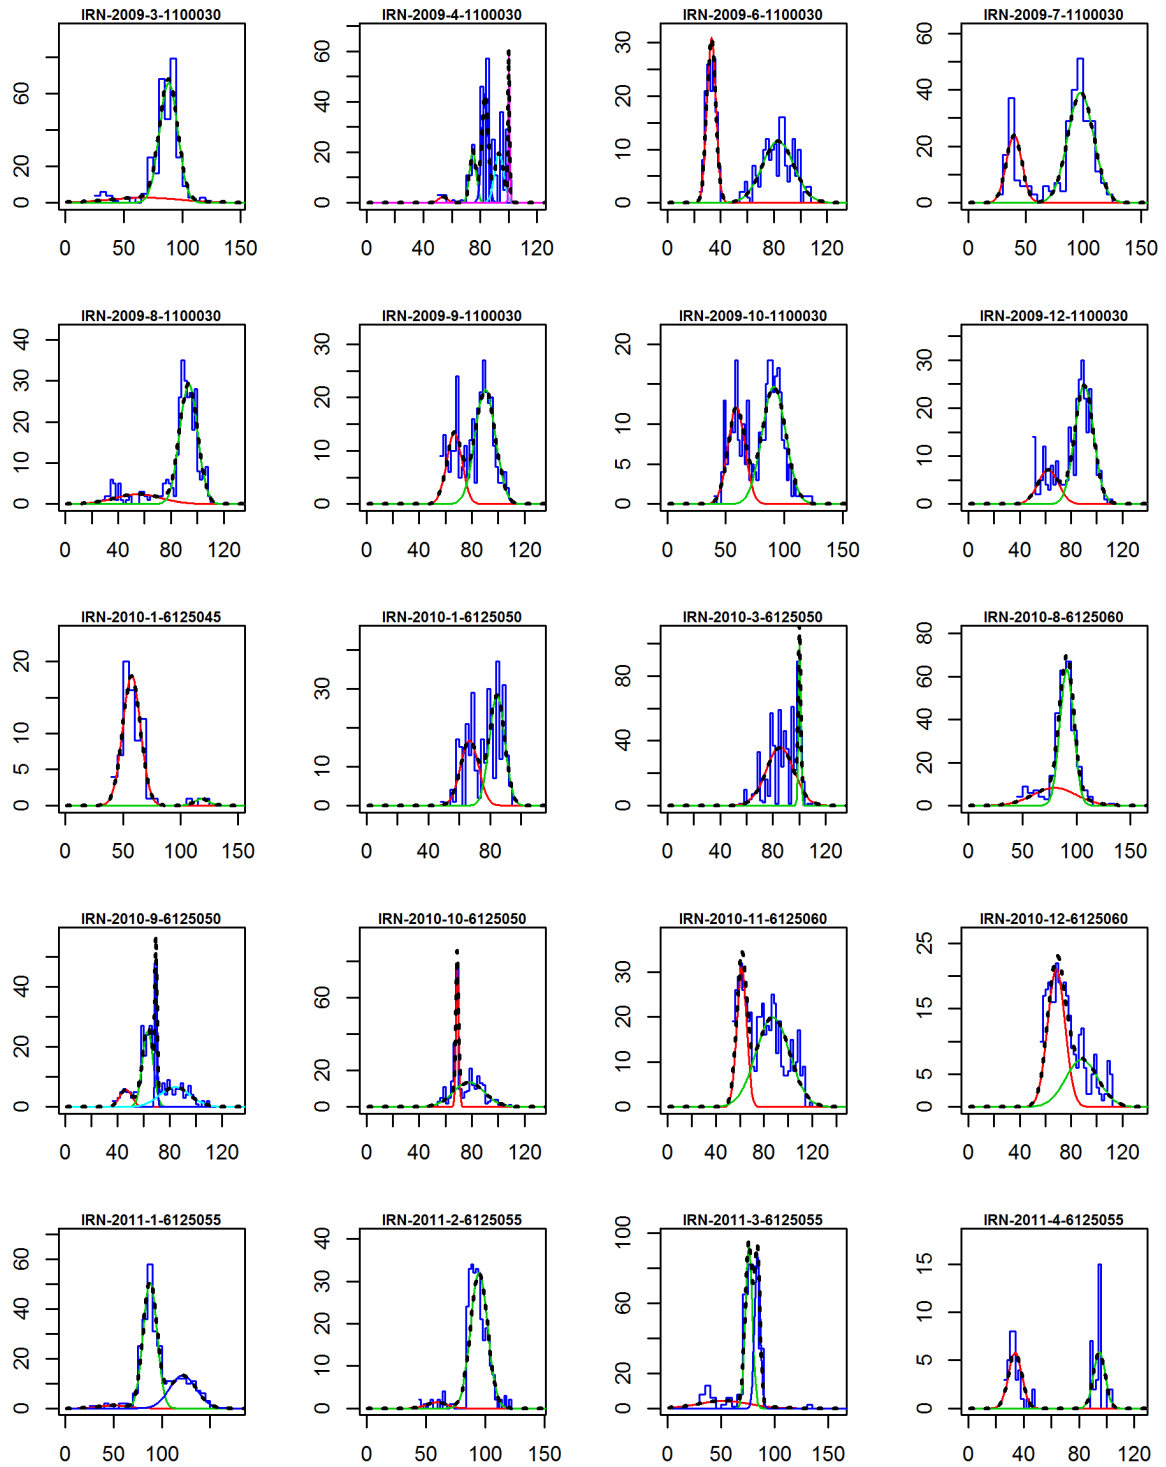 IRN-2009-3-1100030 IRN-2009-4-1100030 IRN-2009-6-1100030 IRN-2009-7-1100030
0 20 60
0 50 100 150
0 20 40 60
0 40 80 120
0 10 20 30
0 40 80 120
0 20 40 60
0 50 100 150
IRN-2009-8-1100030 IRN-2009-9-1100030 IRN-2009-10-1100030 IRN-2009-12-1100030
0 10 20 30 40
0 40 80 120
0 10 20 30
0 40 80 120
0 5 10 20
0 50 100 150
0 10 20 30
0 40 80 120
IRN-2010-1-6125045 IRN-2010-1-6125050 IRN-2010-3-6125050 IRN-2010-8-6125060
0 5 10 20
0 50 100 150
0 10 30
0 40 80
0 40 80
0 40 80 120
0 20 40 60 80
0 50 100 150
IRN-2010-9-6125050 IRN-2010-10-6125050 IRN-2010-11-6125060 IRN-2010-12-6125060
0 20 40
0 40 80 120
0 20 60
0 40 80 120
0 10 20 30
0 40 80 120
0 5 15 25
0 40 80 120
IRN-2011-1-6125055 IRN-2011-2-6125055 IRN-2011-3-6125055 IRN-2011-4-6125055
0 20 40 60
0 50 100
0 10 20 30 40
0 50 100 150
0 20 60 100
0 50 100 150
0 5 10 15
0 40 80 120